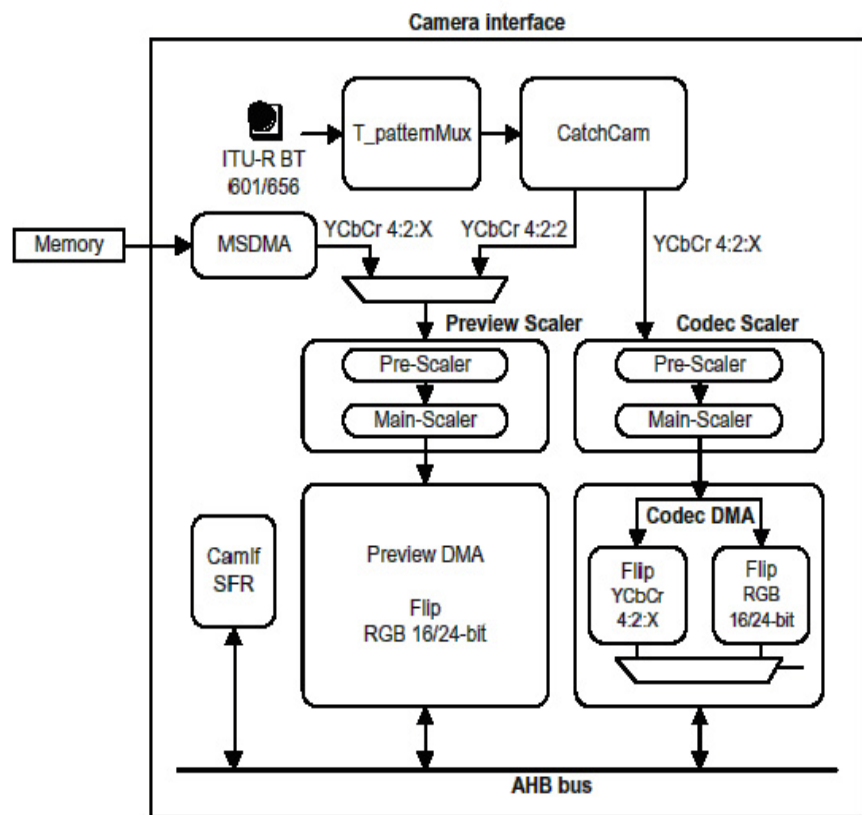 Camera interface
T_patternMux
CatchCam
ITU-R BT
601/656
Memory
MSDMA
YCbCr 4:2:X
YCbCr 4:2:2
YCbCr 4:2:X
Preview Scaler
Codec Scaler
Pre-Scaler
Main-Scaler
Pre-Scaler
Main-Scaler
CamIf
SFR
Preview DMA
Flip
RGB 16/24-bit
Codec DMA
Flip
YCbCr
4:2:X
Flip
RGB
16/24-bit
AHB bus